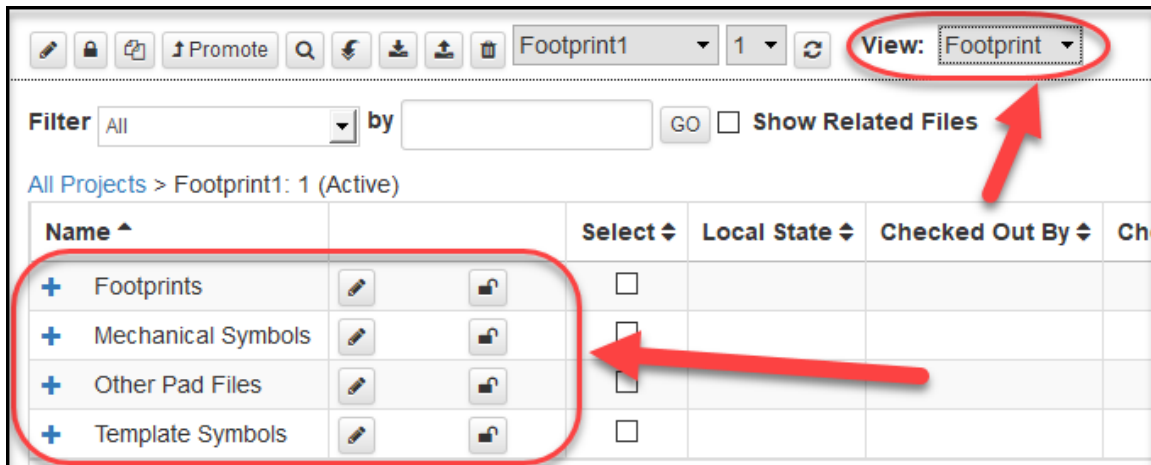 Promote Footprint1 1 View: Footprint
Filter All by GO Show Related Files
All Projects > Footprint1: 1 (Active)
Name Select Local State Checked Out By Ch
Footprints
Mechanical Symbols
Other Pad Files
Template Symbols